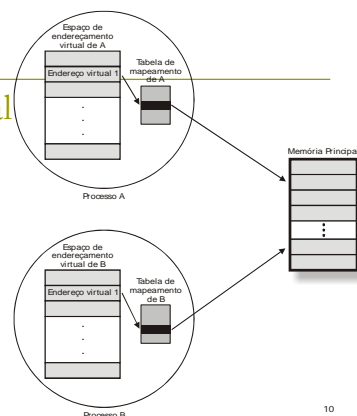 Espaço de
endereçamento
virtual de A
Endereço virtual 1
Tabela de
mapeamento
de A
Processo A
Memória Principal
Espaço de
endereçamento
virtual de B
Endereço virtual 1
Tabela de
mapeamento
de B
Processo B
10